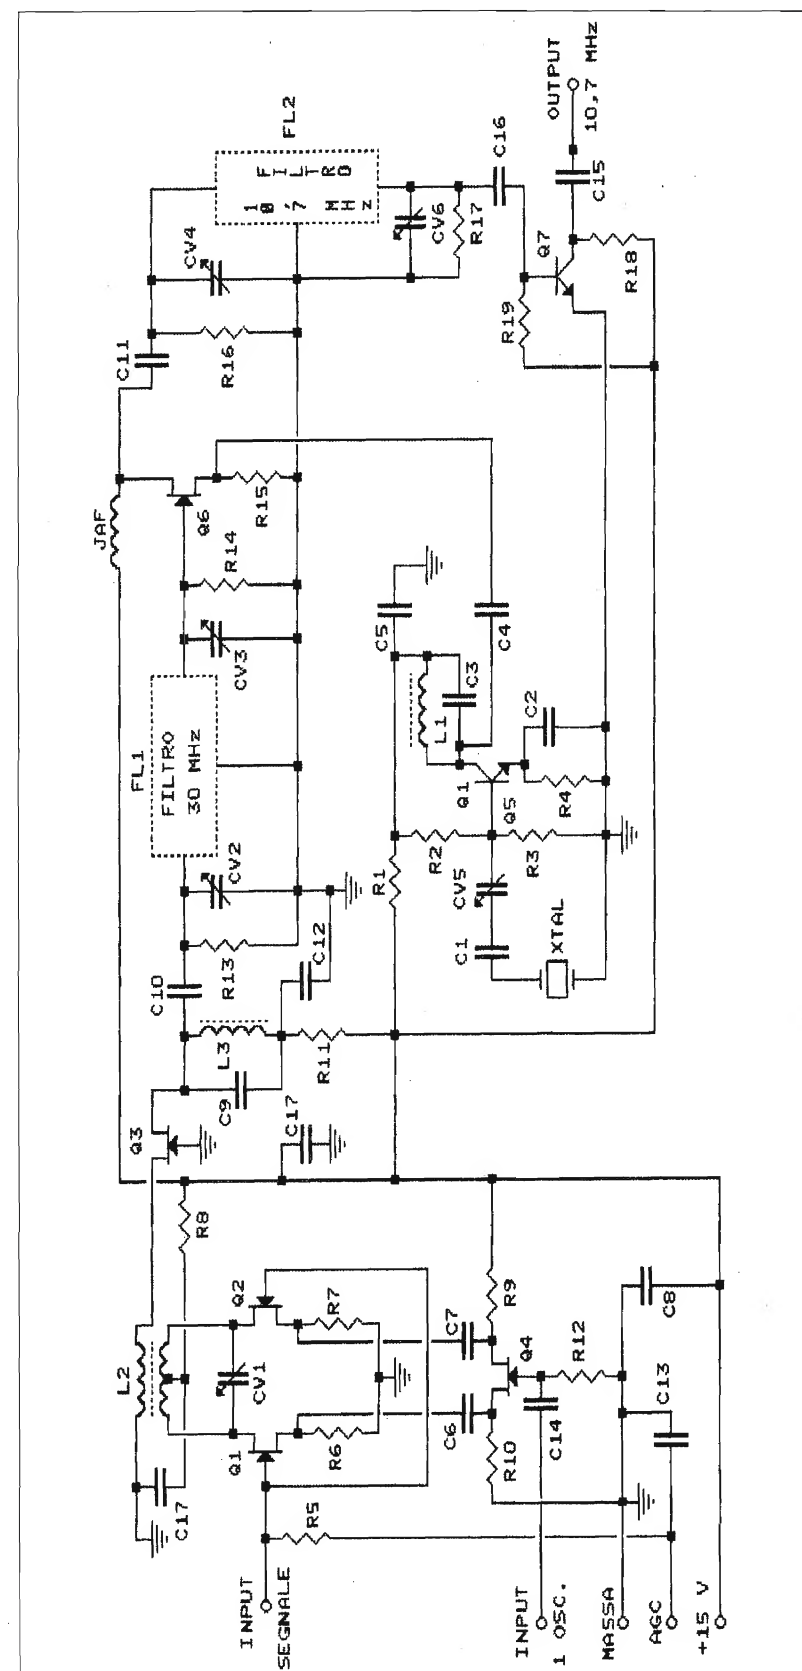 INPUT
SEGNALE
INPUT
1 OSC.
MASSA
AGC
+15 V
C17
L2
R8
Q1
CV1
Q2
R6
R7
R5
C6
C7
R10
Q4
R9
C14
R12
C13
C8
Q3
C9
L3
C10
R13
R11
C12
C17
CV2
FL1
FILTRO
30 MHz
CV3
R14
Q6
R15
JAF
C11
R16
CV4
FL2
FILTRO
10,7 MHz
CV6
R17
C16
R1
R2
R3
CV5
C1
XTAL
Q1
Q5
L1
C3
C2
R4
C5
C4
R19
Q7
R18
C15
OUTPUT
10,7 MHz